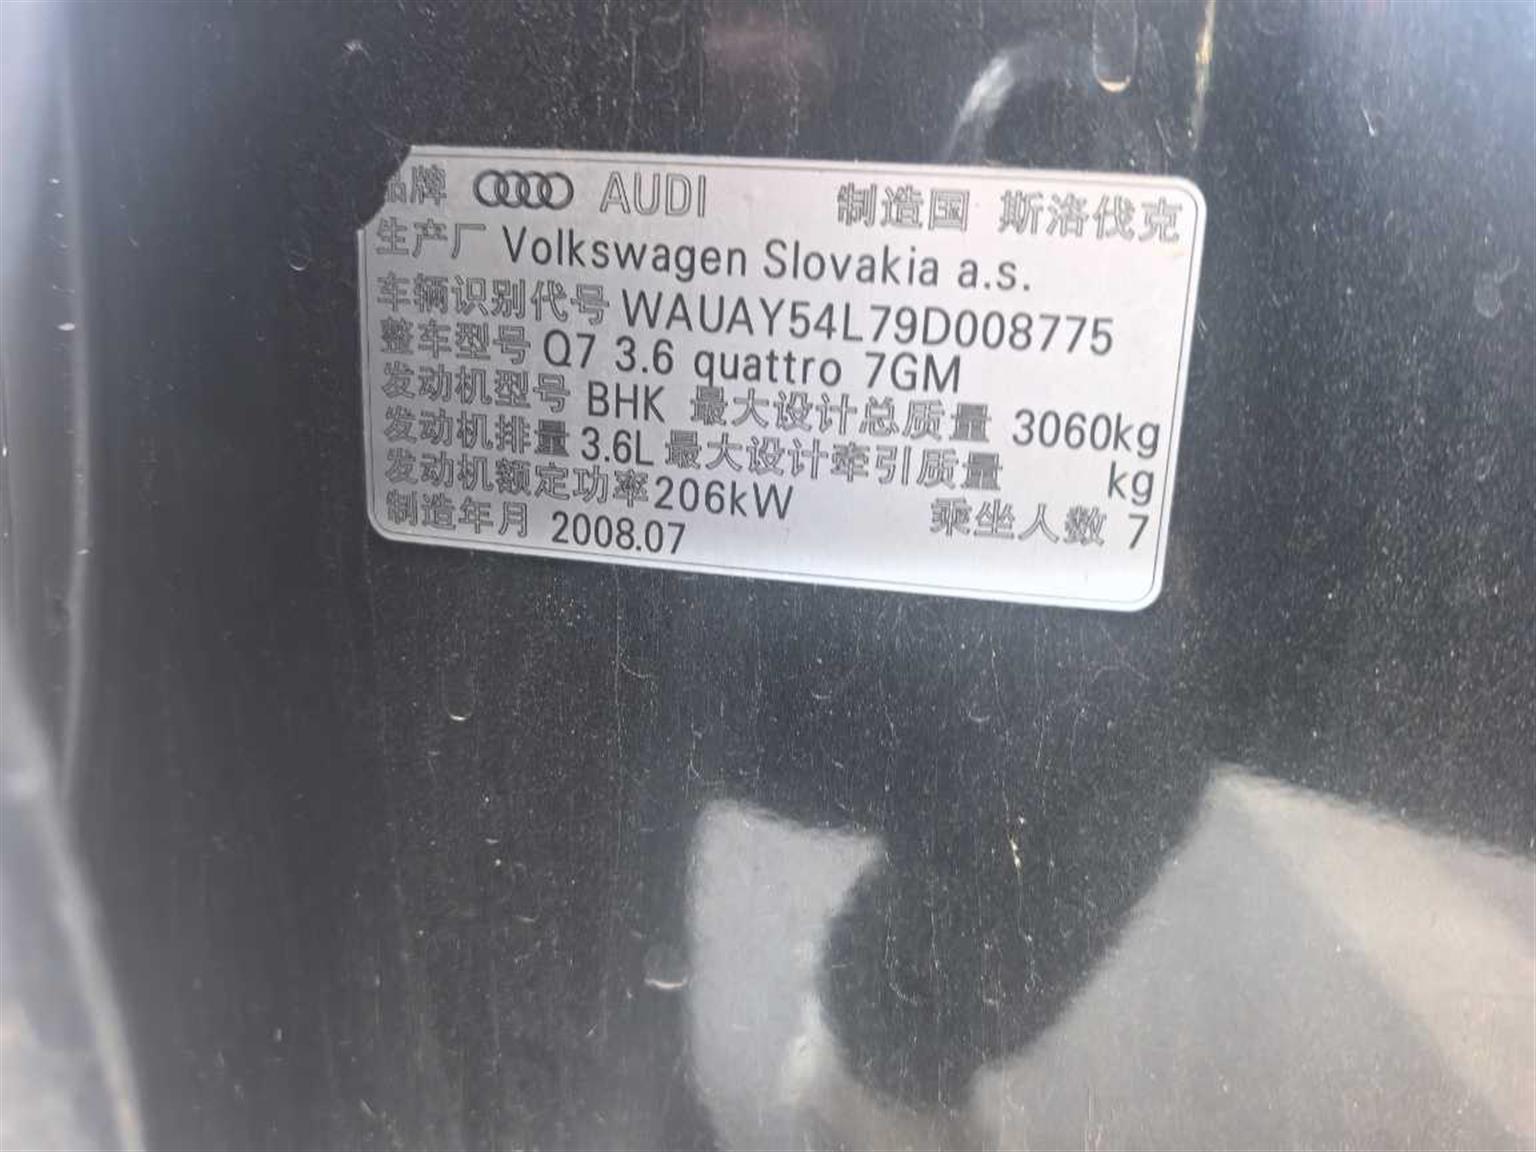 品牌 AUDI 制造国 斯洛伐克
生产厂 Volkswagen Slovakia a.s.
车辆识别代号 WAUAY54L79D008775
整车型号 Q7 3.6 quattro 7GM
发动机型号 BHK 最大设计总质量 3060kg
发动机排量 3.6L 最大设计牵引质量 kg
发动机额定功率 206kW 乘坐人数 7
制造年月 2008.07